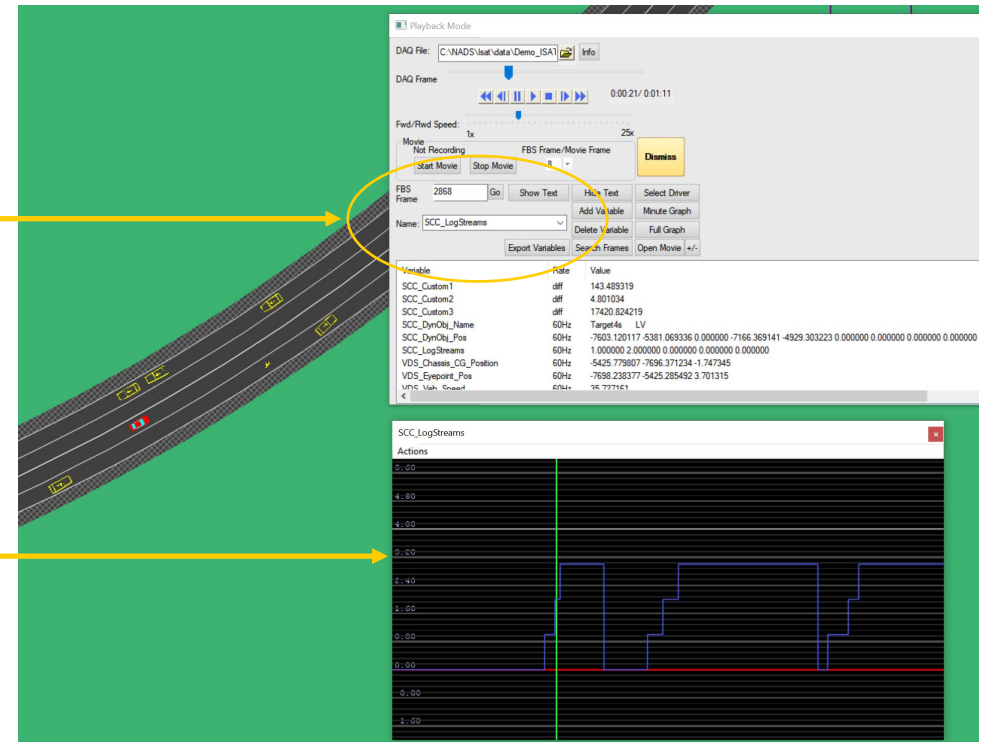 Playback Mode
DAQ File: C:\NADS\Isat\data\Demo_ISAT Info
DAQ Frame
0:00:21/ 0:01:11
Fwd/Rwd Speed: 1x 25x
Movie
Not Recording FBS Frame/Movie Frame
Start Movie Stop Movie 8 Dismiss
FBS Frame 2868 Go Show Text Hide Text Select Driver
Add Variable Minute Graph
Name: SCC_LogStreams Delete Variable Full Graph
Export Variables Search Frames Open Movie +/-
Variable Rate Value
SCC_Custom1 diff 143.489319
SCC_Custom2 diff 4.801034
SCC_Custom3 diff 17420.824219
SCC_DynObj_Name 60Hz Target4s LV
SCC_DynObj_Pos 60Hz -7603.120117 -5381.069336 0.000000 -7166.369141 -4929.303223 0.000000 0.000000 0.000000 0.000000
SCC_LogStreams 60Hz 1.000000 2.000000 0.000000 0.000000 0.000000
VDS_Chassis_CG_Position 60Hz -5425.779807 -7696.371234 -1.747345
VDS_Eyepoint_Pos 60Hz -7698.238377 -5425.285492 3.701315
VDS_Veh_Speed 60Hz 35.727161
SCC_LogStreams
Actions
4.80
4.00
2.40
0.00